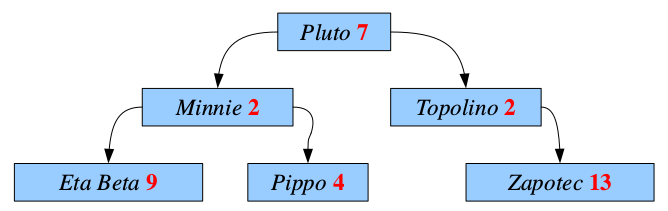 Pluto 7
Minnie 2
Topolino 2
Eta Beta 9
Pippo 4
Zapotec 13